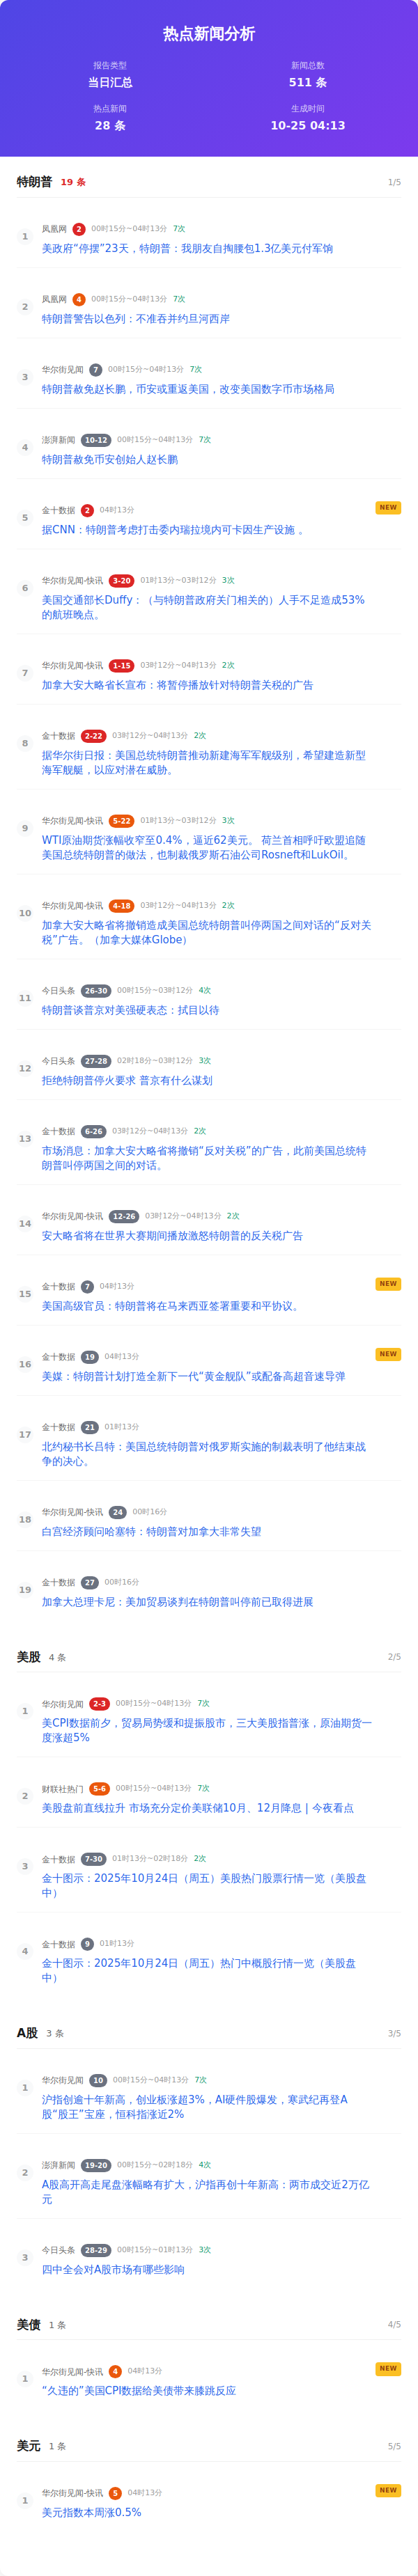 热点新闻分析
报告类型
新闻总数
当日汇总
511 条
热点新闻
生成时间
28 条
10-25 04:13
特朗普 19 条 1/5
1 凤凰网 2 00时15分~04时13分 7次
美政府“停摆”23天，特朗普：我朋友自掏腰包1.3亿美元付军饷
2 凤凰网 4 00时15分~04时13分 7次
特朗普警告以色列：不准吞并约旦河西岸
3 华尔街见闻 7 00时15分~04时13分 7次
特朗普赦免赵长鹏，币安或重返美国，改变美国数字币市场格局
4 澎湃新闻 10-12 00时15分~04时13分 7次
特朗普赦免币安创始人赵长鹏
5 金十数据 2 04时13分 NEW
据CNN：特朗普考虑打击委内瑞拉境内可卡因生产设施 。
6 华尔街见闻-快讯 3-20 01时13分~03时12分 3次
美国交通部长Duffy：（与特朗普政府关门相关的）人手不足造成53%
的航班晚点。
7 华尔街见闻-快讯 1-15 03时12分~04时13分 2次
加拿大安大略省长宣布：将暂停播放针对特朗普关税的广告
8 金十数据 2-22 03时12分~04时13分 2次
据华尔街日报：美国总统特朗普推动新建海军军舰级别，希望建造新型
海军舰艇，以应对潜在威胁。
9 华尔街见闻-快讯 5-22 01时13分~03时12分 3次
WTI原油期货涨幅收窄至0.4%，逼近62美元。 荷兰首相呼吁欧盟追随
美国总统特朗普的做法，也制裁俄罗斯石油公司Rosneft和LukOil。
10 华尔街见闻-快讯 4-18 03时12分~04时13分 2次
加拿大安大略省将撤销造成美国总统特朗普叫停两国之间对话的“反对关
税”广告。（加拿大媒体Globe）
11 今日头条 26-30 00时15分~03时12分 4次
特朗普谈普京对美强硬表态：拭目以待
12 今日头条 27-28 02时18分~03时12分 3次
拒绝特朗普停火要求 普京有什么谋划
13 金十数据 6-26 03时12分~04时13分 2次
市场消息：加拿大安大略省将撤销“反对关税”的广告，此前美国总统特
朗普叫停两国之间的对话。
14 华尔街见闻-快讯 12-26 03时12分~04时13分 2次
安大略省将在世界大赛期间播放激怒特朗普的反关税广告
15 金十数据 7 04时13分 NEW
美国高级官员：特朗普将在马来西亚签署重要和平协议。
16 金十数据 19 04时13分 NEW
美媒：特朗普计划打造全新下一代“黄金舰队”或配备高超音速导弹
17 金十数据 21 01时13分
北约秘书长吕特：美国总统特朗普对俄罗斯实施的制裁表明了他结束战
争的决心。
18 华尔街见闻-快讯 24 00时16分
白宫经济顾问哈塞特：特朗普对加拿大非常失望
19 金十数据 27 00时16分
加拿大总理卡尼：美加贸易谈判在特朗普叫停前已取得进展
美股 4 条 2/5
1 华尔街见闻 2-3 00时15分~04时13分 7次
美CPI数据前夕，贸易局势缓和提振股市，三大美股指普涨，原油期货一
度涨超5%
2 财联社热门 5-6 00时15分~04时13分 7次
美股盘前直线拉升 市场充分定价美联储10月、12月降息 | 今夜看点
3 金十数据 7-30 01时13分~02时18分 2次
金十图示：2025年10月24日（周五）美股热门股票行情一览（美股盘
中）
4 金十数据 9 01时13分
金十图示：2025年10月24日（周五）热门中概股行情一览（美股盘
中）
A股 3 条 3/5
1 华尔街见闻 10 00时15分~04时13分 7次
沪指创逾十年新高，创业板涨超3%，AI硬件股爆发，寒武纪再登A
股“股王”宝座，恒科指涨近2%
2 澎湃新闻 19-20 00时15分~02时18分 4次
A股高开高走尾盘涨幅略有扩大，沪指再创十年新高：两市成交近2万亿
元
3 今日头条 28-29 00时15分~01时13分 3次
四中全会对A股市场有哪些影响
美债 1 条 4/5
1 华尔街见闻-快讯 4 04时13分 NEW
“久违的”美国CPI数据给美债带来膝跳反应
美元 1 条 5/5
1 华尔街见闻-快讯 5 04时13分 NEW
美元指数本周涨0.5%